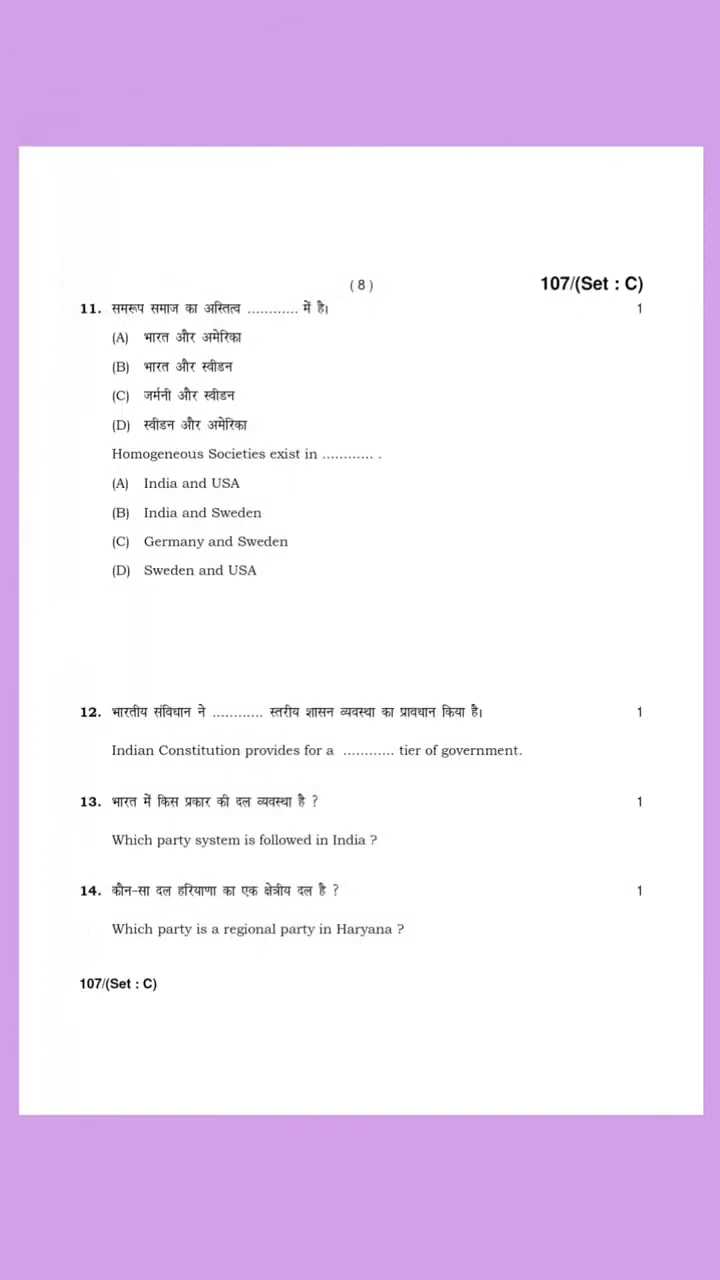 ( 8 )
107/(Set : C)
11. समरूप समाज का अस्तित्व ............ में है। 1
(A) भारत और अमेरिका
(B) भारत और स्वीडन
(C) जर्मनी और स्वीडन
(D) स्वीडन और अमेरिका
Homogeneous Societies exist in ............ .
(A) India and USA
(B) India and Sweden
(C) Germany and Sweden
(D) Sweden and USA
12. भारतीय संविधान ने ............ स्तरीय शासन व्यवस्था का प्रावधान किया है। 1
Indian Constitution provides for a ............ tier of government.
13. भारत में किस प्रकार की दल व्यवस्था है ? 1
Which party system is followed in India ?
14. कौन-सा दल हरियाणा का एक क्षेत्रीय दल है ? 1
Which party is a regional party in Haryana ?
107/(Set : C)